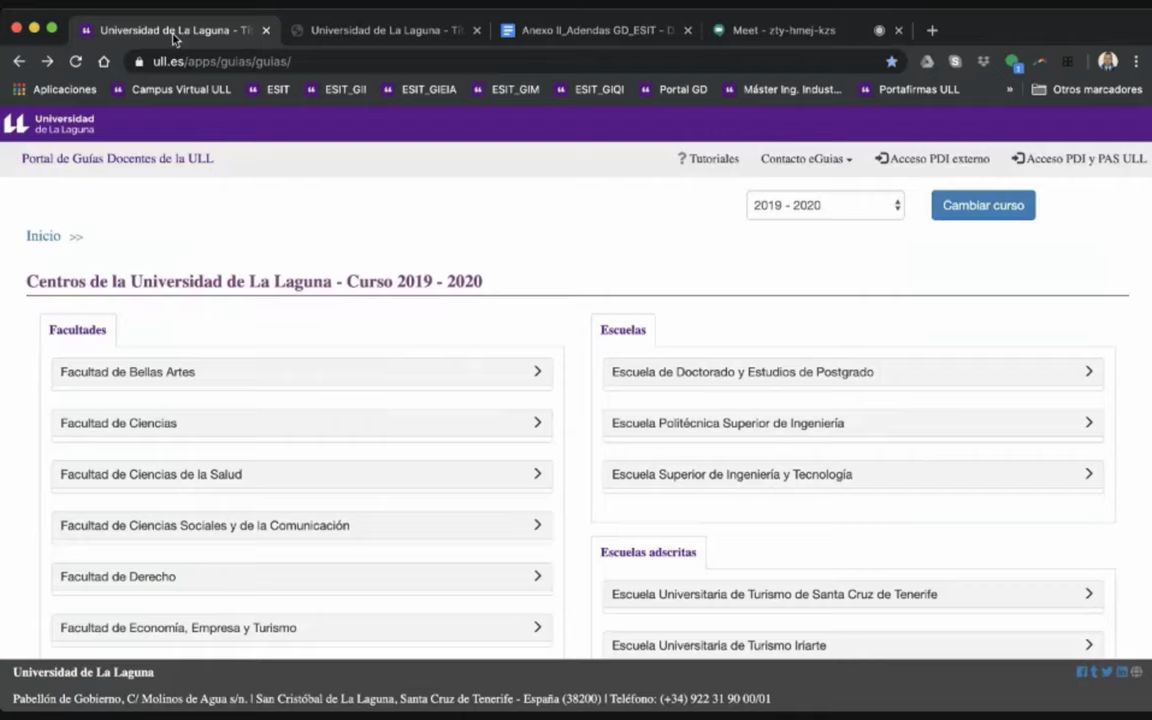 Universidad de La Laguna - Ti
Universidad de La Laguna - Ti
Anexo II_Adendas GD_ESIT - D
Meet - zty-hmej-kzs
ull.es/apps/guias/guias/
Aplicaciones
Campus Virtual ULL
ESIT
ESIT_GII
ESIT_GIEIA
ESIT_GIM
ESIT_GIQI
Portal GD
Máster Ing. Indust...
Portafirmas ULL
»
Otros marcadores
Universidad
de La Laguna
Portal de Guías Docentes de la ULL
? Tutoriales
Contacto eGuias
Acceso PDI externo
Acceso PDI y PAS ULL
2019 - 2020
Cambiar curso
Inicio >>
Centros de la Universidad de La Laguna - Curso 2019 - 2020
Facultades
Facultad de Bellas Artes
Facultad de Ciencias
Facultad de Ciencias de la Salud
Facultad de Ciencias Sociales y de la Comunicación
Facultad de Derecho
Facultad de Economía, Empresa y Turismo
Escuelas
Escuela de Doctorado y Estudios de Postgrado
Escuela Politécnica Superior de Ingeniería
Escuela Superior de Ingeniería y Tecnología
Escuelas adscritas
Escuela Universitaria de Turismo de Santa Cruz de Tenerife
Escuela Universitaria de Turismo Iriarte
Universidad de La Laguna
Pabellón de Gobierno, C/ Molinos de Agua s/n. | San Cristóbal de La Laguna, Santa Cruz de Tenerife - España (38200) | Teléfono: (+34) 922 31 90 00/01